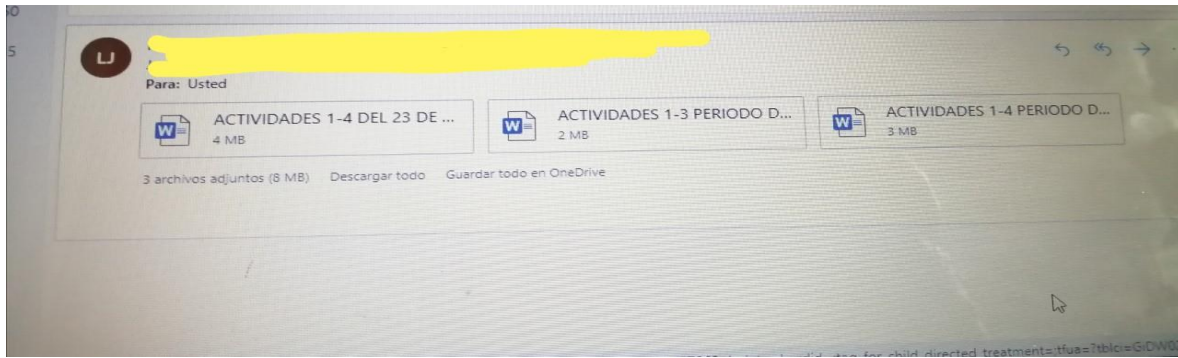 LJ
Para: Usted
ACTIVIDADES 1-4 DEL 23 DE ...
4 MB
ACTIVIDADES 1-3 PERIODO D...
2 MB
ACTIVIDADES 1-4 PERIODO D...
3 MB
3 archivos adjuntos (8 MB) Descargar todo Guardar todo en OneDrive